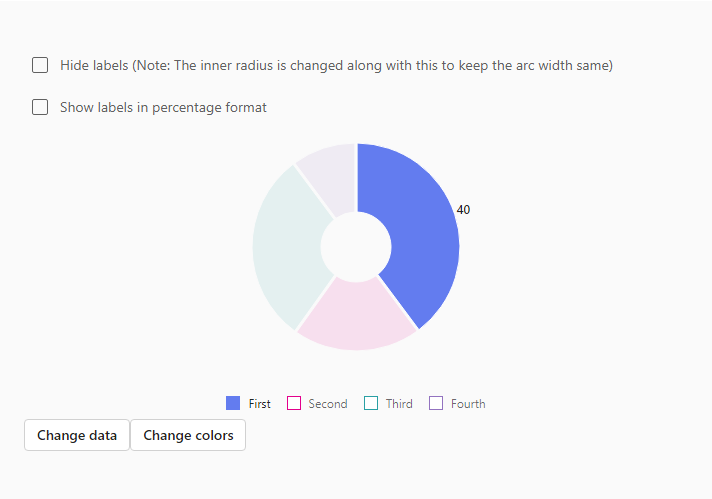 Hide labels (Note: The inner radius is changed along with this to keep the arc width same)
Show labels in percentage format
40
First Second Third Fourth
Change data Change colors